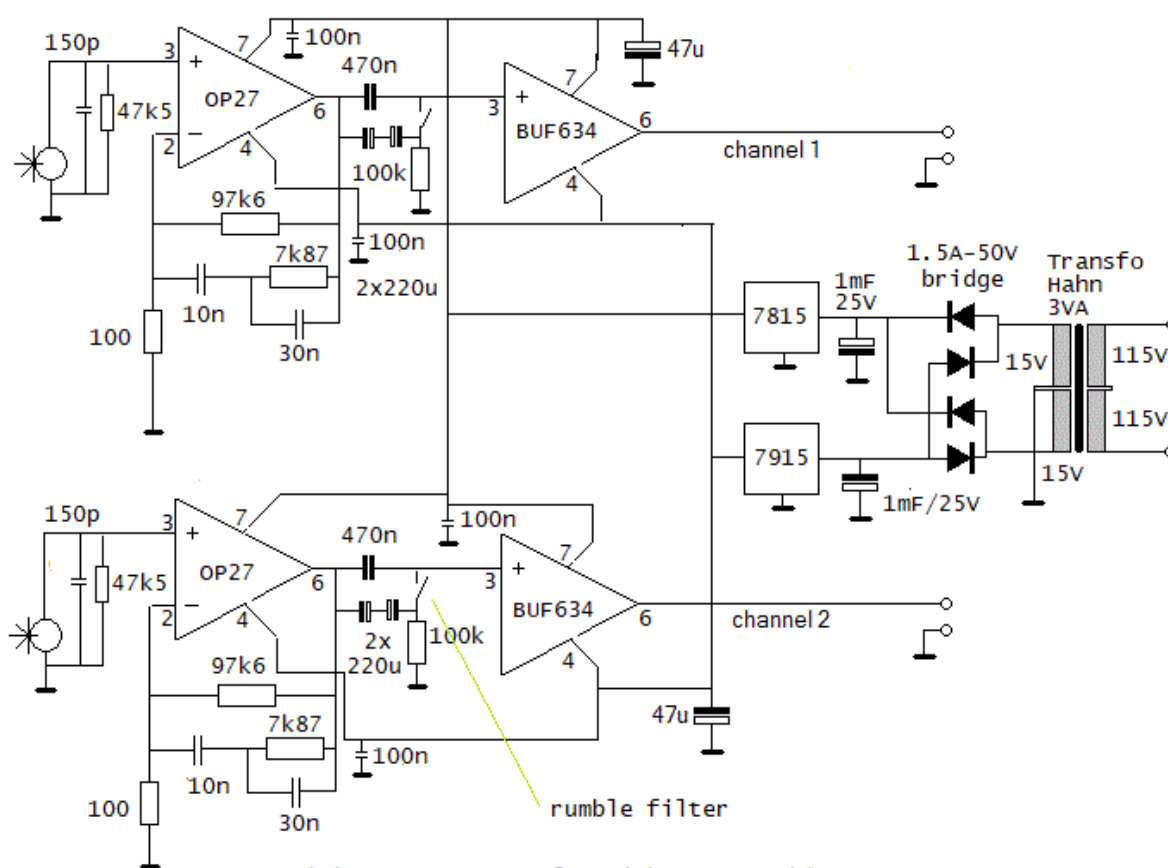 150p
3
+
7
100n
47u
OP27
470n
7
47k5
2
−
4
6
3
+
BUF634
6
channel 1
100k
4
97k6
100n
7k87
2x220u
10n
100
30n
1.5A-50V
bridge
Transfo
Hahn
3VA
1mF
25V
7815
15V
115V
115V
7915
15V
1mF/25V
150p
3
+
7
100n
OP27
470n
7
47k5
2
−
4
6
3
+
BUF634
6
channel 2
2x
220u
100k
4
97k6
7k87
47u
100n
10n
100
30n
rumble filter